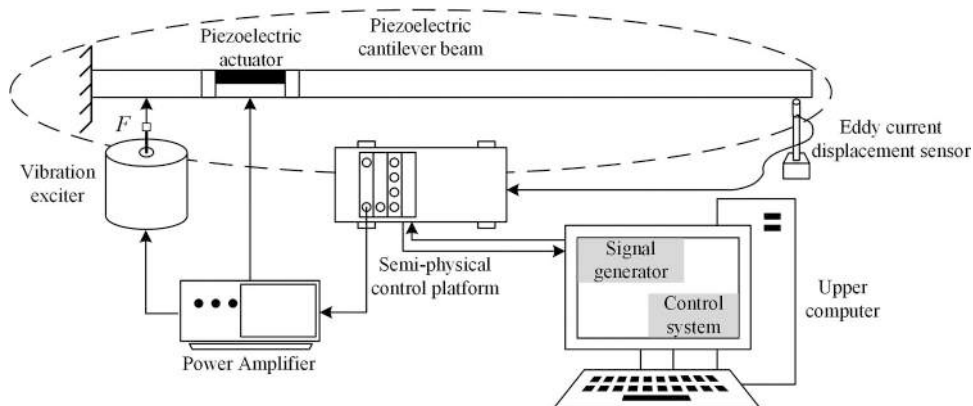 Piezoelectric
actuator
Piezoelectric
cantilever beam
F
Vibration
exciter
Eddy current
displacement sensor
Semi-physical
control platform
Signal
generator
Control
system
Upper
computer
Power Amplifier